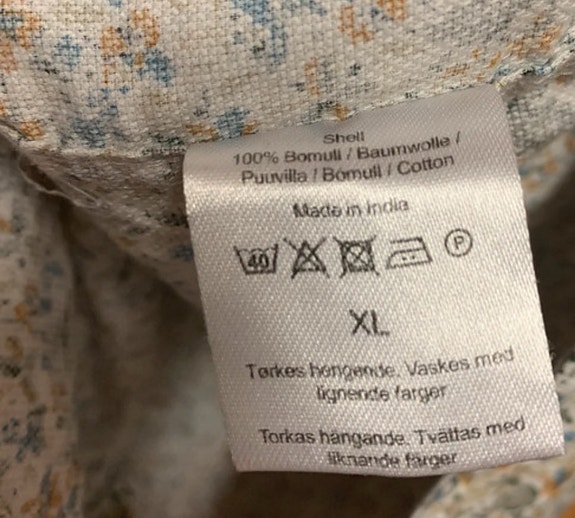 Shell
100% Bomull / Baumwolle /
Puuvilla / Bomull / Cotton
Made in India
40 P
XL
Tørkes hengende. Vaskes med
lignende farger
Torkas hängande. Tvättas med
liknande färger